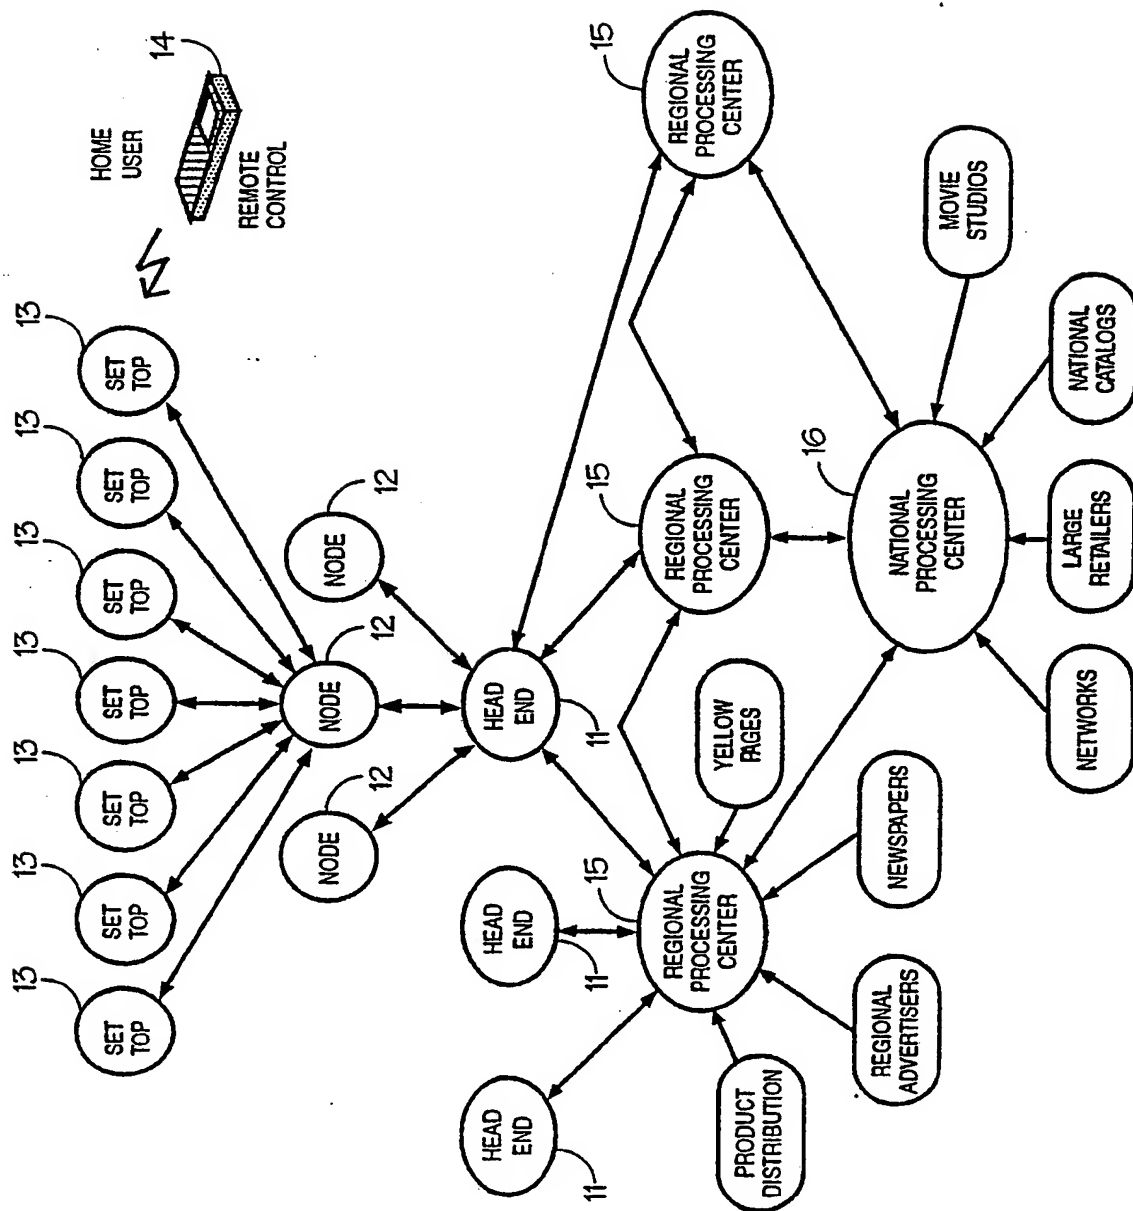 HOME
USER
14
REMOTE
CONTROL
13
SET
TOP
13
SET
TOP
13
SET
TOP
13
SET
TOP
13
SET
TOP
13
SET
TOP
13
SET
TOP
12
NODE
12
NODE
12
NODE
HEAD
END
11
HEAD
END
11
HEAD
END
11
15
REGIONAL
PROCESSING
CENTER
15
REGIONAL
PROCESSING
CENTER
15
REGIONAL
PROCESSING
CENTER
YELLOW
PAGES
PRODUCT
DISTRIBUTION
REGIONAL
ADVERTISERS
NEWSPAPERS
16
NATIONAL
PROCESSING
CENTER
NETWORKS
LARGE
RETAILERS
NATIONAL
CATALOGS
MOVIE
STUDIOS